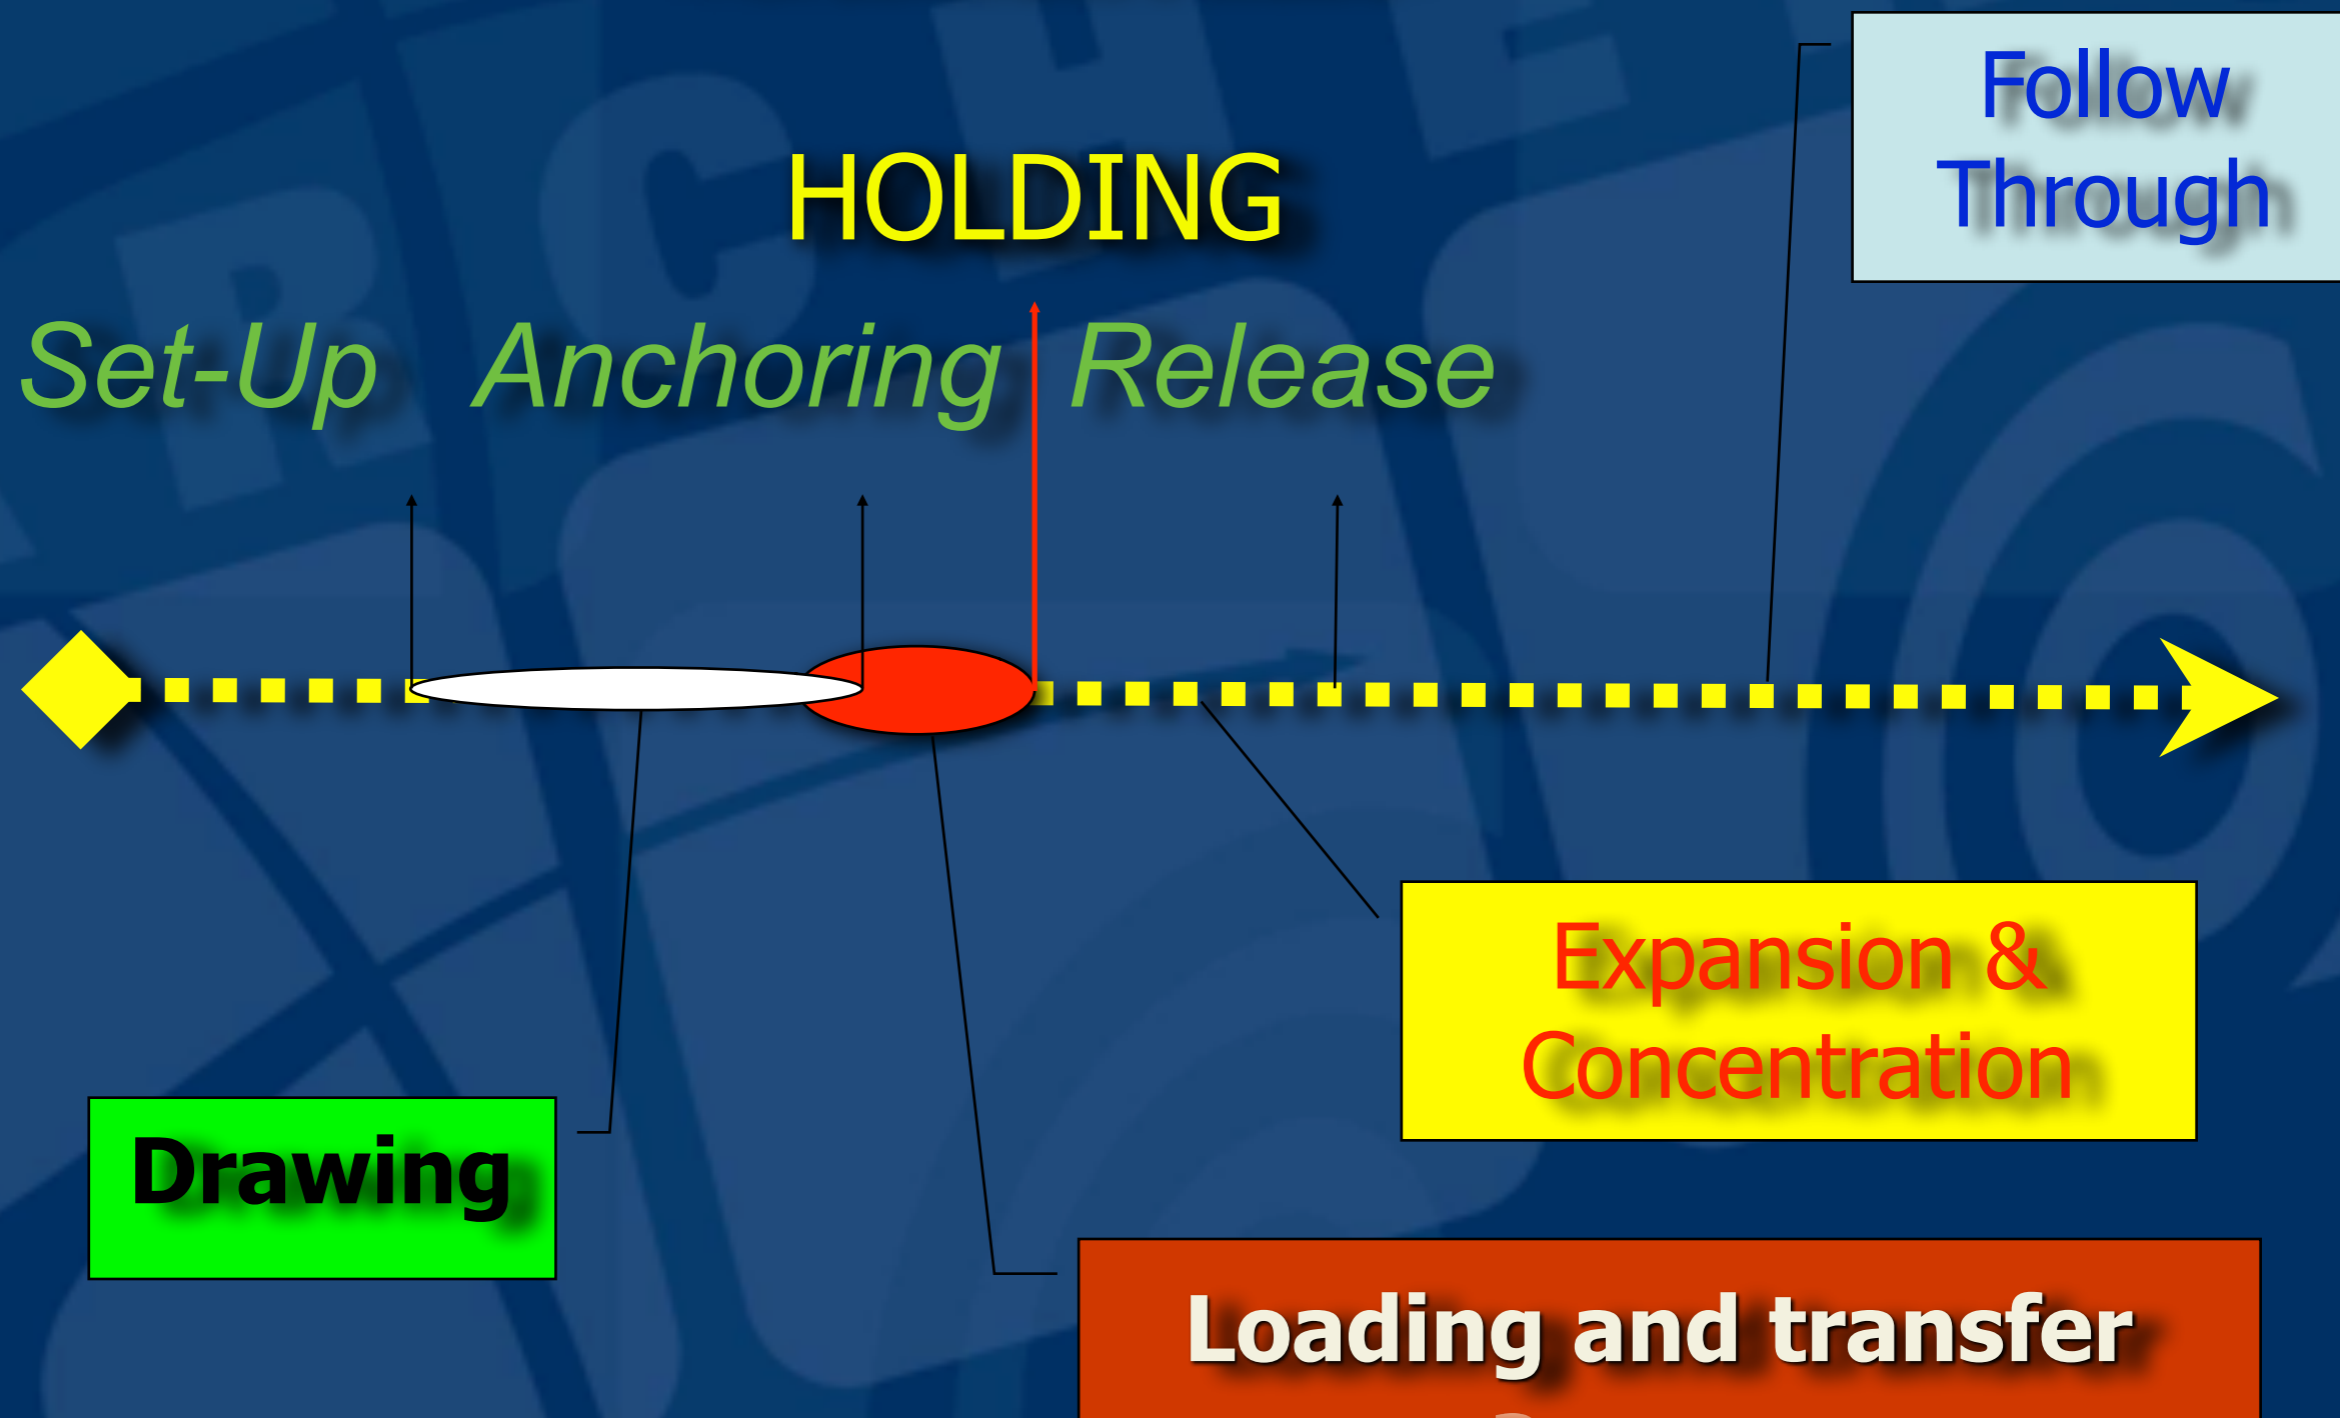 Follow
Through
HOLDING
Set-Up Anchoring Release
Expansion &
Concentration
Drawing
Loading and transfer